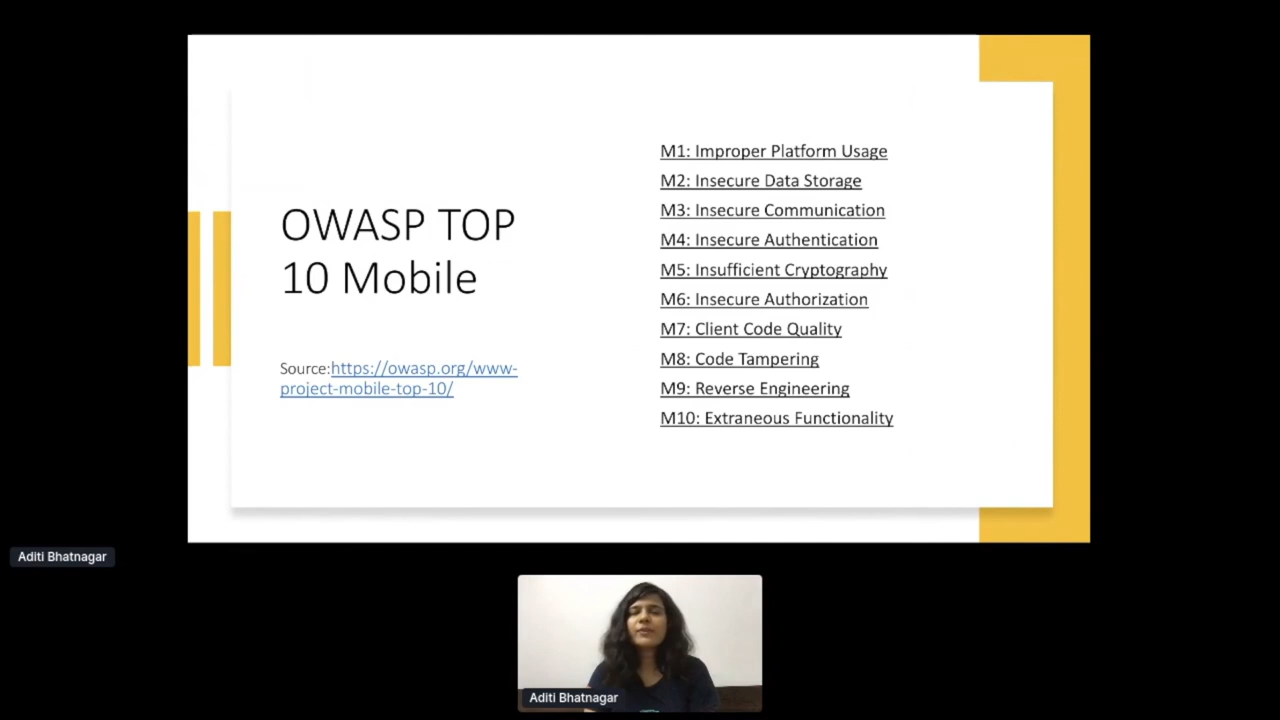 OWASP TOP
10 Mobile
Source:https://owasp.org/www-
project-mobile-top-10/
M1: Improper Platform Usage
M2: Insecure Data Storage
M3: Insecure Communication
M4: Insecure Authentication
M5: Insufficient Cryptography
M6: Insecure Authorization
M7: Client Code Quality
M8: Code Tampering
M9: Reverse Engineering
M10: Extraneous Functionality
Aditi Bhatnagar
Aditi Bhatnagar